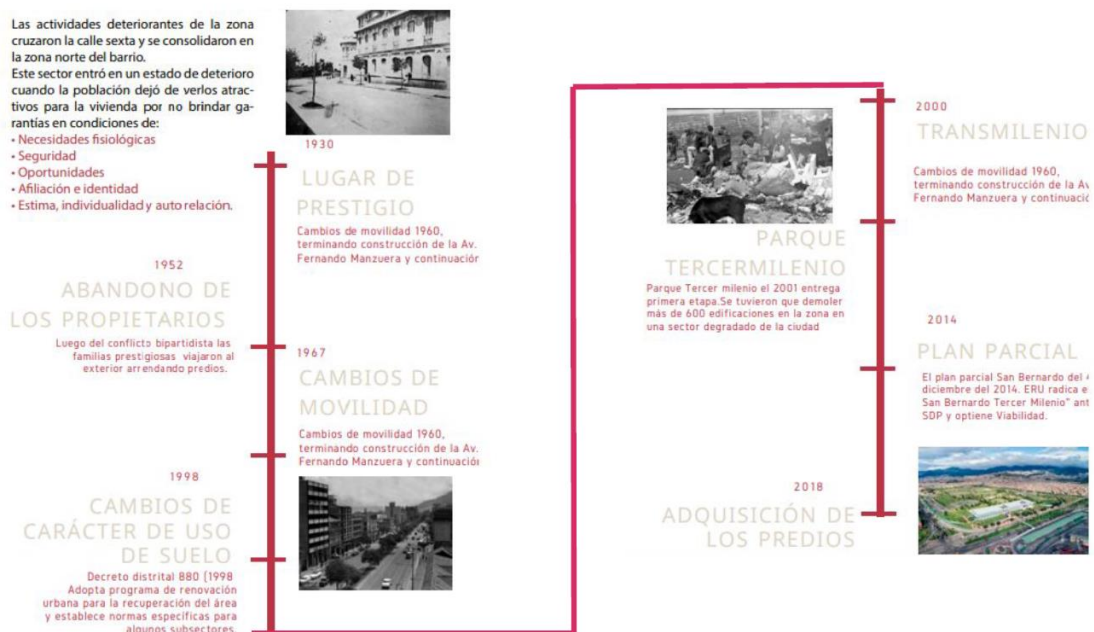 Las actividades deteriorantes de la zona
cruzaron la calle sexta y se consolidaron en
la zona norte del barrio.
Este sector entró en un estado de deterioro
cuando la población dejó de verlos atrac-
tivos para la vivienda por no brindar ga-
rantías en condiciones de:
• Necesidades fisiológicas
• Seguridad
• Oportunidades
• Afiliación e identidad
• Estima, individualidad y auto relación.
1930
LUGAR DE
PRESTIGIO
Cambios de movilidad 1960,
terminando construcción de la Av.
Fernando Manzuera y continuación
1952
ABANDONO DE
LOS PROPIETARIOS
Luego del conflicto bipartidista las
familias prestigiosas viajaron al
exterior arrendando predios.
1967
CAMBIOS DE
MOVILIDAD
Cambios de movilidad 1960,
terminando construcción de la Av.
Fernando Manzuera y continuación
1998
CAMBIOS DE
CARÁCTER DE USO
DE SUELO
Decreto distrital 880 (1998
Adopta programa de renovación
urbana para la recuperación del área
y establece normas específicas para
algunos subsectores.
2000
TRANSMILENIO
Cambios de movilidad 1960,
terminando construcción de la Av
Fernando Manzuera y continuació
PARQUE
TERCERMILENIO
Parque Tercer milenio el 2001 entrega
primera etapa.Se tuvieron que demoler
más de 600 edificaciones en la zona en
una sector degradado de la ciudad
2014
PLAN PARCIAL
El plan parcial San Bernardo del 4
diciembre del 2014. ERU radica e
San Bernardo Tercer Milenio" ant
SDP y optiene Viabilidad.
2018
ADQUISICIÓN DE
LOS PREDIOS